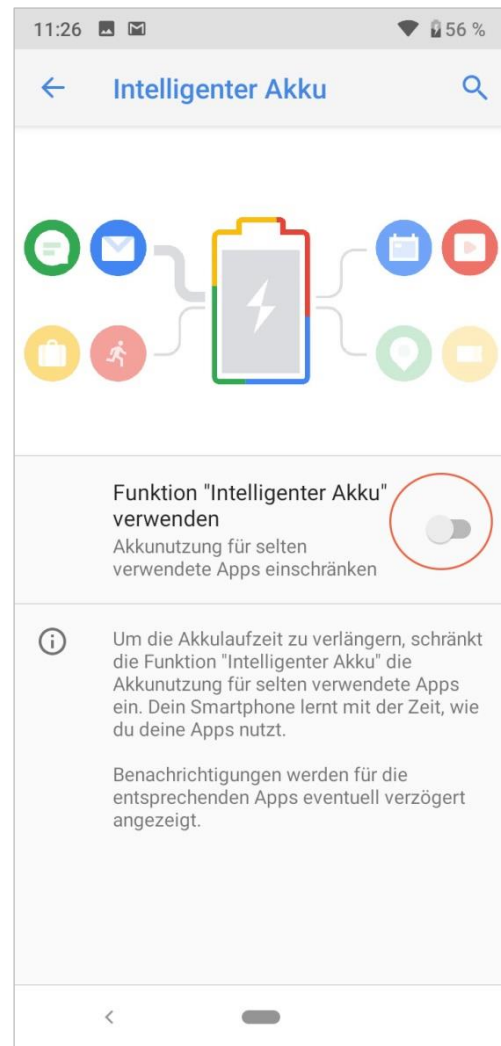 11:26 56 %
Intelligenter Akku
Funktion "Intelligenter Akku"
verwenden
Akkunutzung für selten
verwendete Apps einschränken
Um die Akkulaufzeit zu verlängern, schränkt
die Funktion "Intelligenter Akku" die
Akkunutzung für selten verwendete Apps
ein. Dein Smartphone lernt mit der Zeit, wie
du deine Apps nutzt.
Benachrichtigungen werden für die
entsprechenden Apps eventuell verzögert
angezeigt.